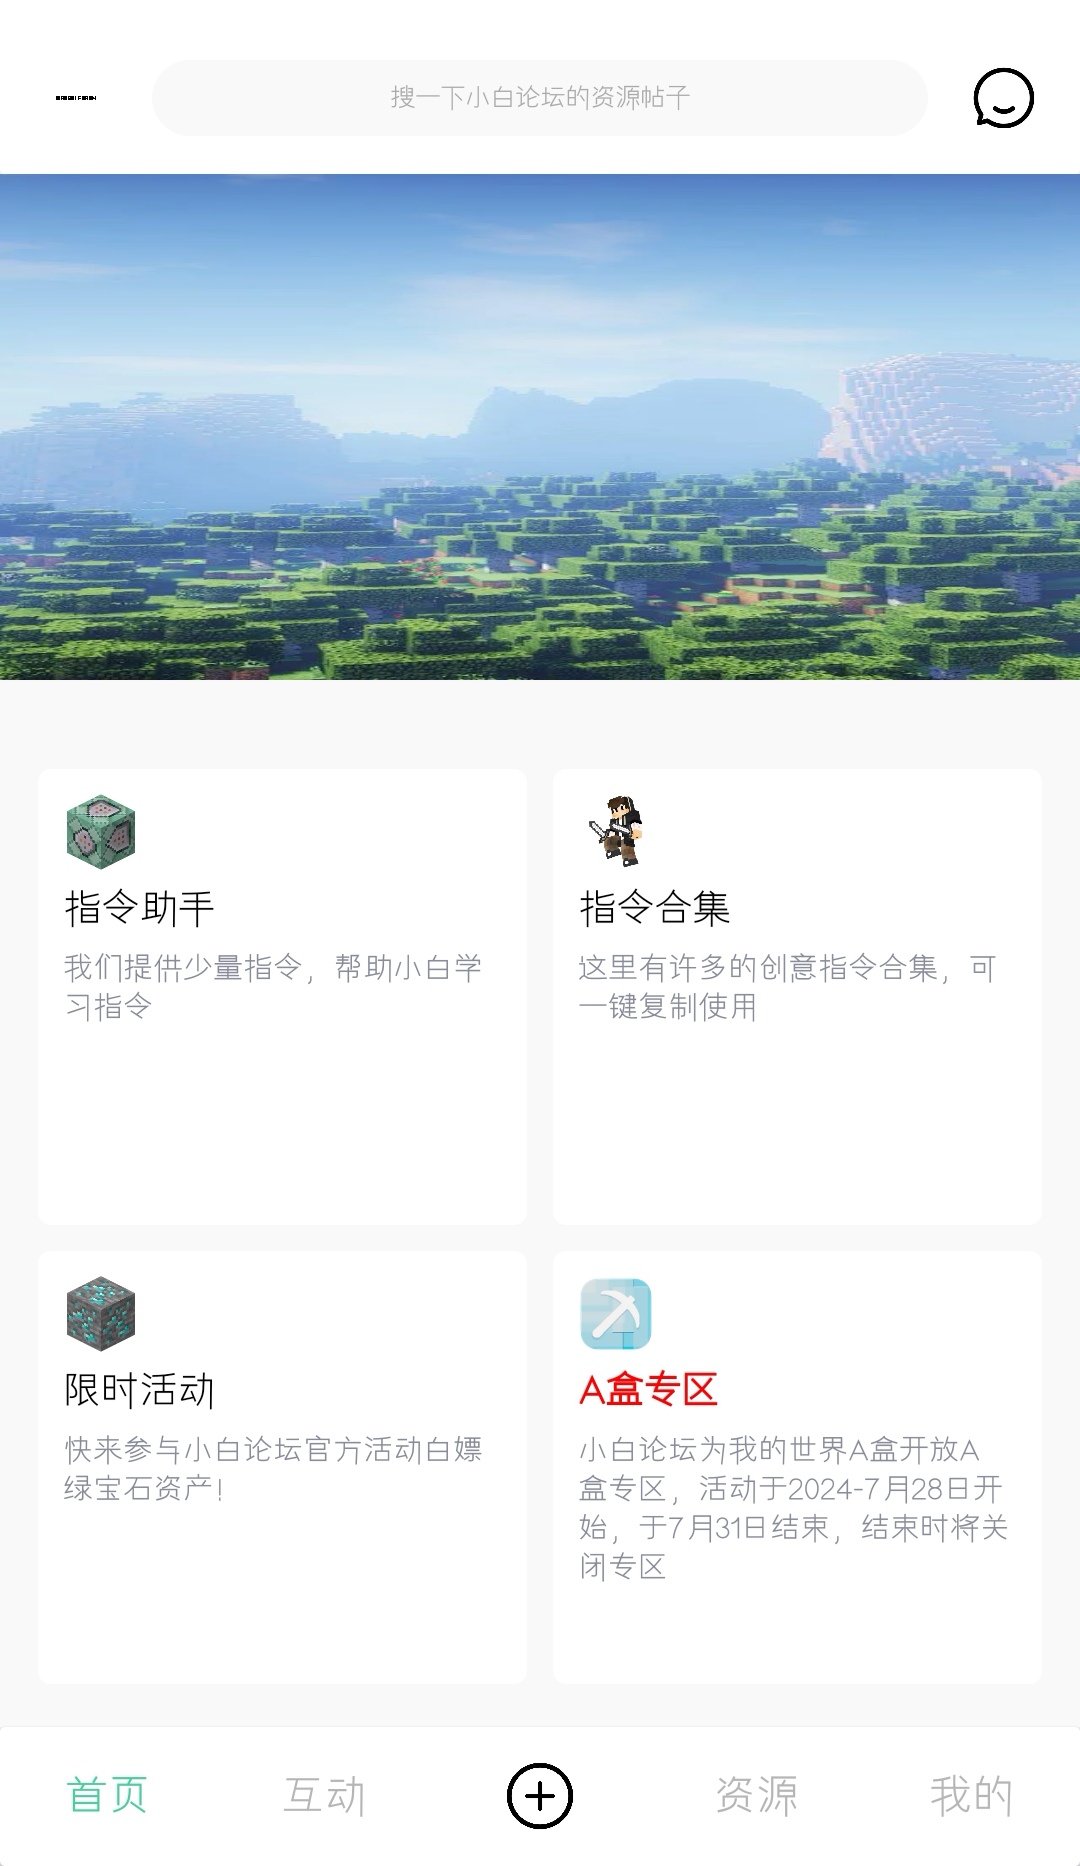 搜一下小白论坛的资源帖子
指令助手
我们提供少量指令，帮助小白学
习指令
指令合集
这里有许多的创意指令合集，可
一键复制使用
限时活动
快来参与小白论坛官方活动白嫖
绿宝石资产！
A盒专区
小白论坛为我的世界A盒开放A
盒专区，活动于2024-7月28日开
始，于7月31日结束，结束时将关
闭专区
首页
互动
资源
我的